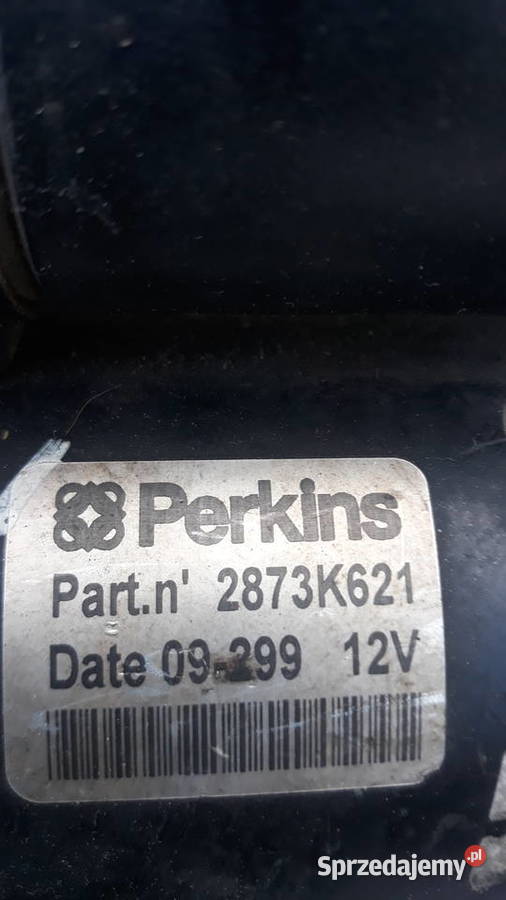 Perkins
Part.n' 2873K621
Date 09-299 12V
Sprzedajemy.pl